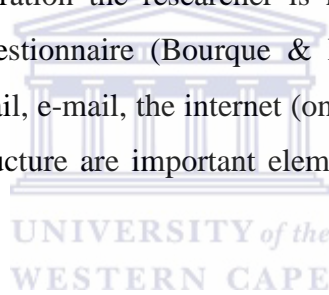 ration the researcher is
estionnaire (Bourque &
ail, e-mail, the internet (on
ucture are important elem
UNIVERSITY of the
WESTERN CAPE